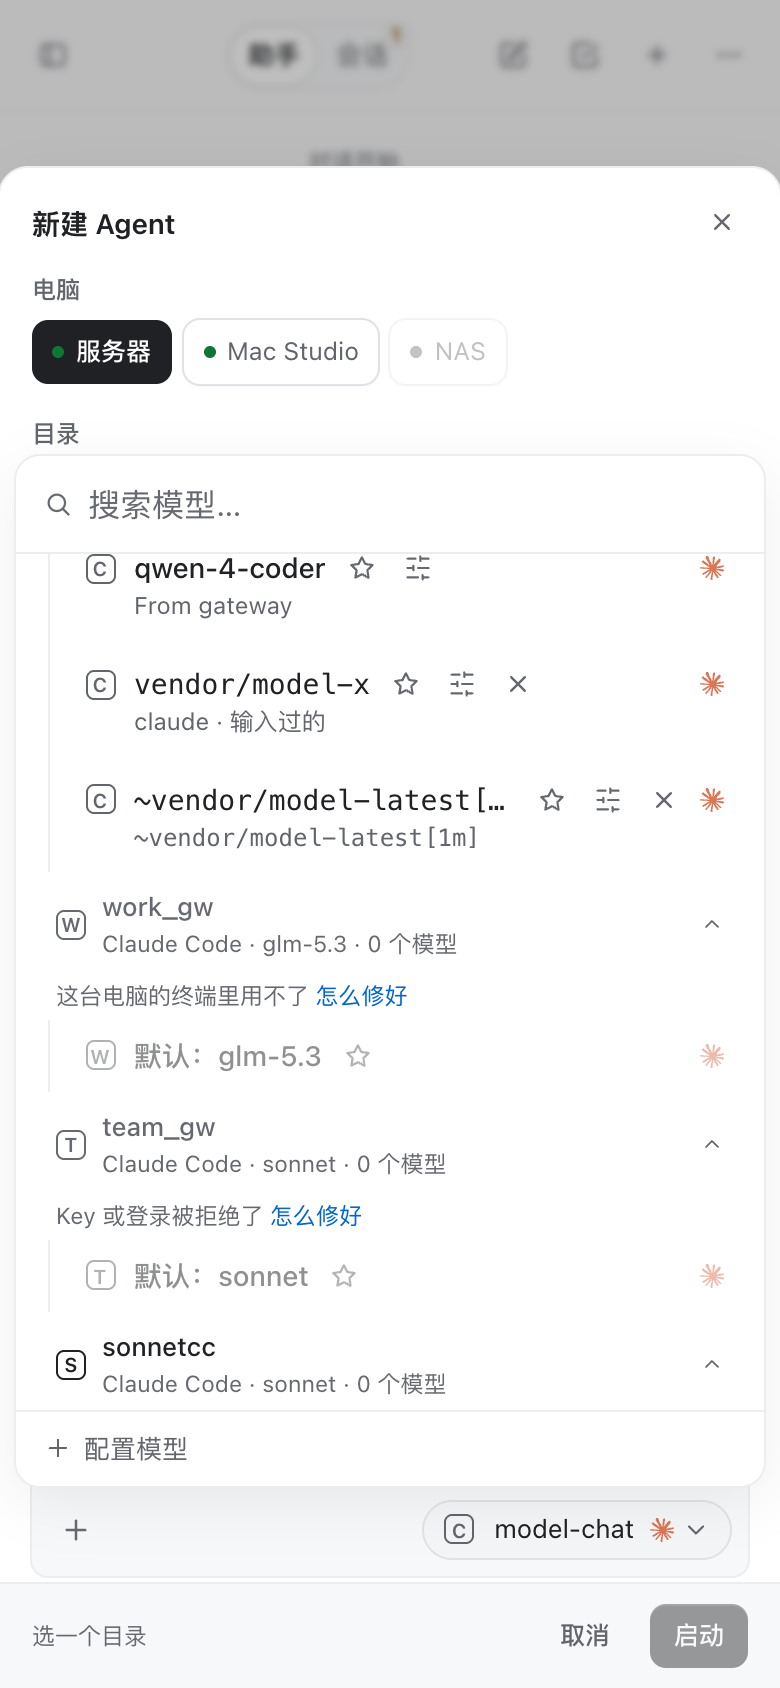 助手 会话
新建 Agent
电脑
服务器 Mac Studio NAS
目录
搜索模型...
C qwen-4-coder
From gateway
C vendor/model-x
claude · 输入过的
C ~vendor/model-latest[…
~vendor/model-latest[1m]
W work_gw
Claude Code · glm-5.3 · 0 个模型
这台电脑的终端里用不了 怎么修好
W 默认：glm-5.3
T team_gw
Claude Code · sonnet · 0 个模型
Key 或登录被拒绝了 怎么修好
T 默认：sonnet
S sonnetcc
Claude Code · sonnet · 0 个模型
+ 配置模型
C model-chat
选一个目录 取消 启动